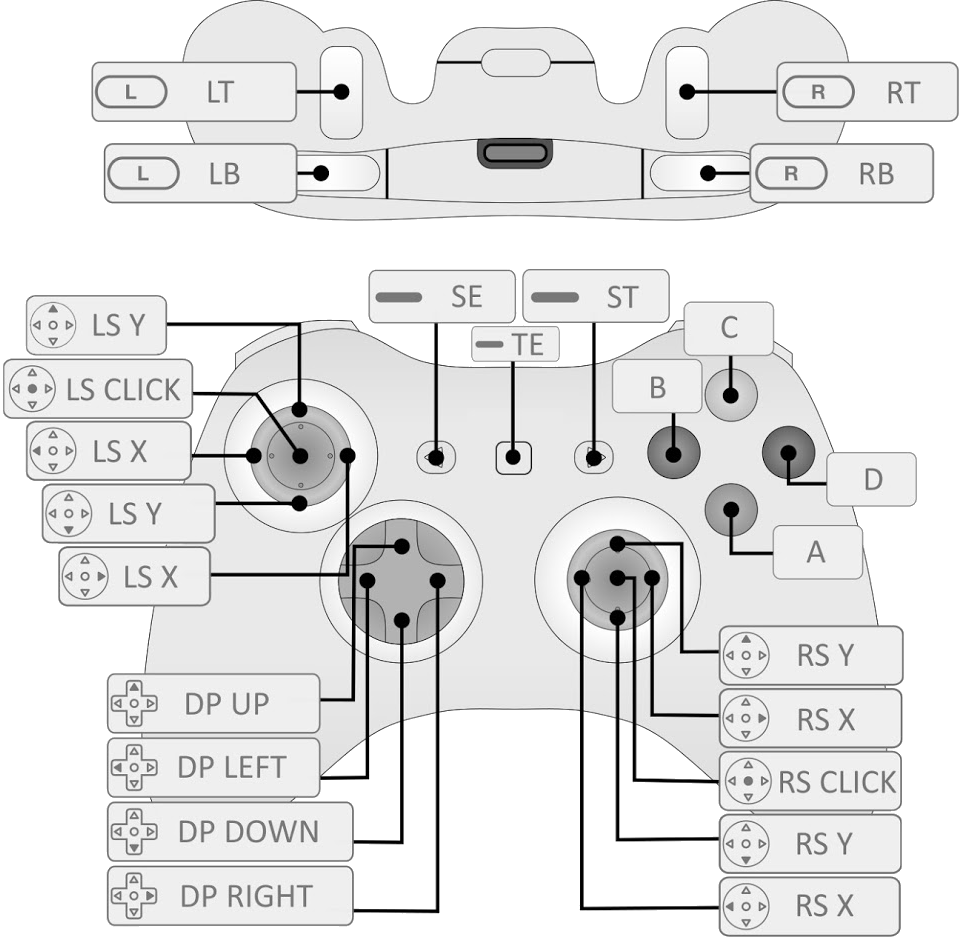 L LT
R RT
L LB
R RB
SE
ST
TE
C
B
D
A
LS Y
LS CLICK
LS X
LS Y
LS X
DP UP
DP LEFT
DP DOWN
DP RIGHT
RS Y
RS X
RS CLICK
RS Y
RS X